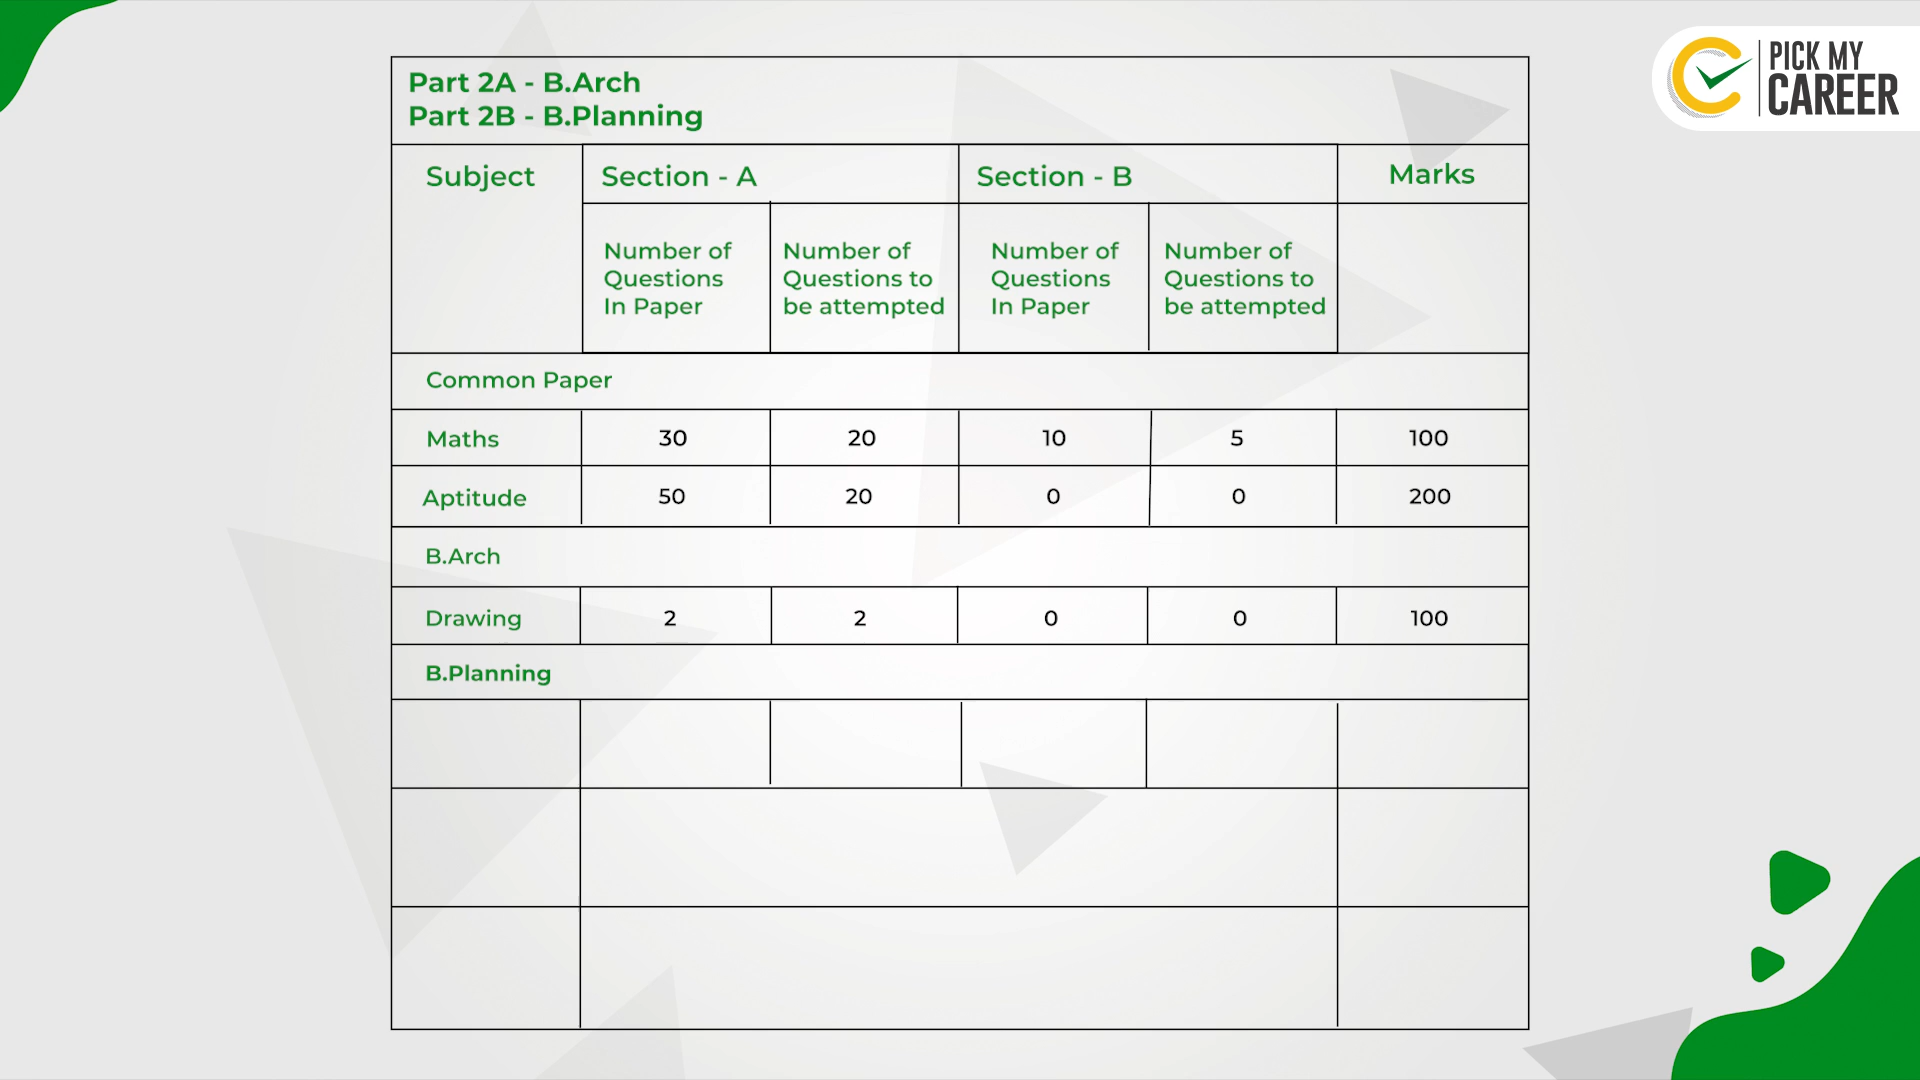 PICK MY
CAREER
Part 2A - B.Arch
Part 2B - B.Planning
Subject Section - A Section - B Marks
Number of Questions In Paper Number of Questions to be attempted Number of Questions In Paper Number of Questions to be attempted
Common Paper
Maths 30 20 10 5 100
Aptitude 50 20 0 0 200
B.Arch
Drawing 2 2 0 0 100
B.Planning